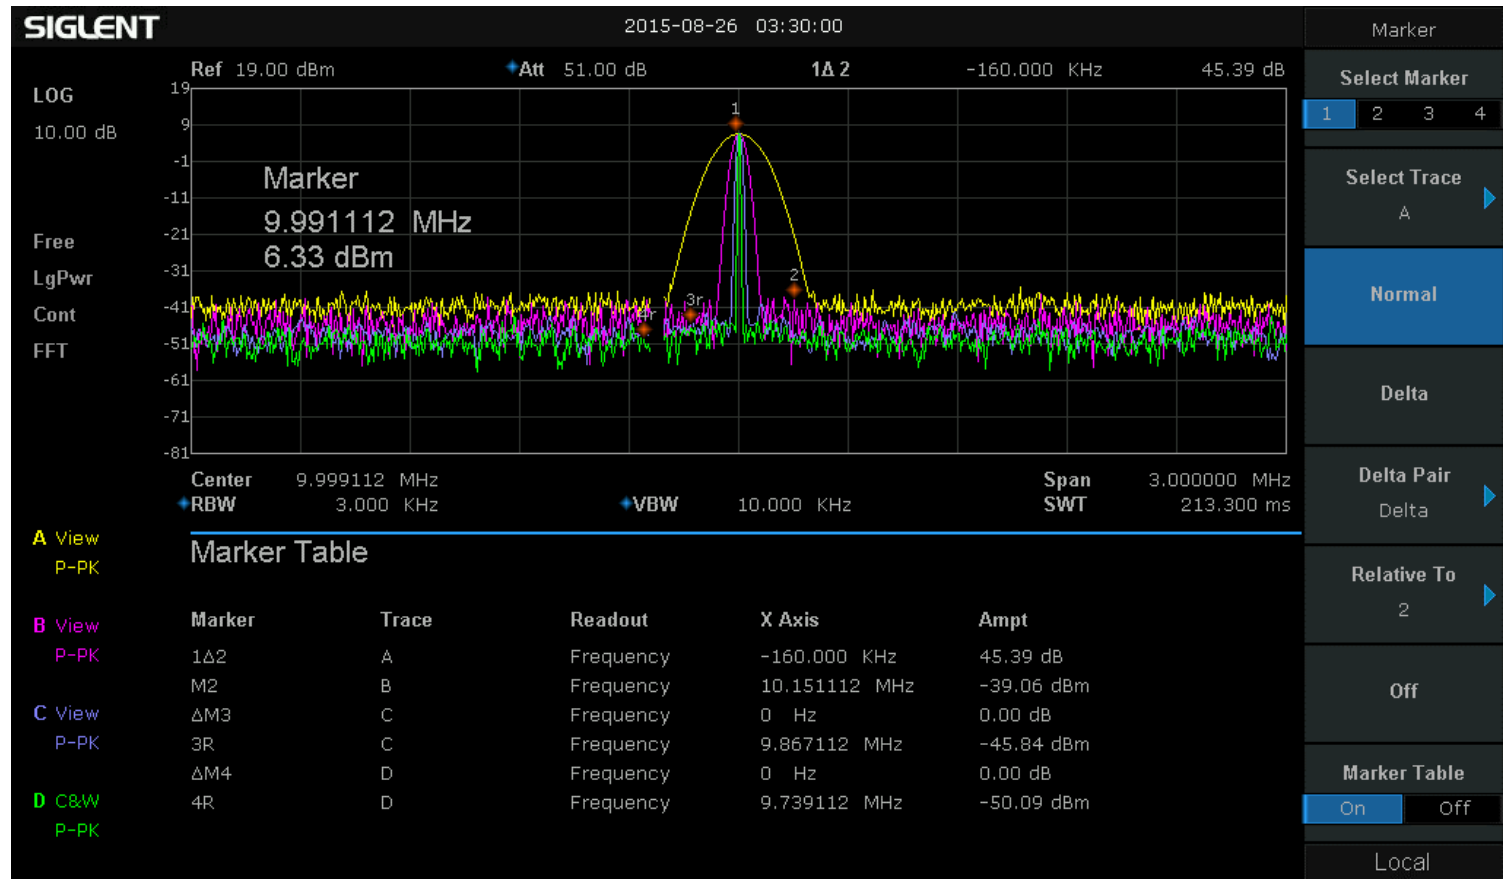 SIGLENT 2015-08-26 03:30:00 Marker
Ref 19.00 dBm Att 51.00 dB 1Δ2 -160.000 KHz 45.39 dB
LOG
10.00 dB
Free
LgPwr
Cont
FFT
19
9
-1
-11
-21
-31
-41
-51
-61
-71
-81
Marker
9.991112 MHz
6.33 dBm
1
2
3r
4r
Center 9.999112 MHz Span 3.000000 MHz
RBW 3.000 KHz VBW 10.000 KHz SWT 213.300 ms
A View
P-PK
B View
P-PK
C View
P-PK
D C&W
P-PK
Marker Table
Marker Trace Readout X Axis Ampt
1Δ2 A Frequency -160.000 KHz 45.39 dB
M2 B Frequency 10.151112 MHz -39.06 dBm
ΔM3 C Frequency 0 Hz 0.00 dB
3R C Frequency 9.867112 MHz -45.84 dBm
ΔM4 D Frequency 0 Hz 0.00 dB
4R D Frequency 9.739112 MHz -50.09 dBm
Select Marker
1 2 3 4
Select Trace
A
Normal
Delta
Delta Pair
Delta
Relative To
2
Off
Marker Table
On Off
Local